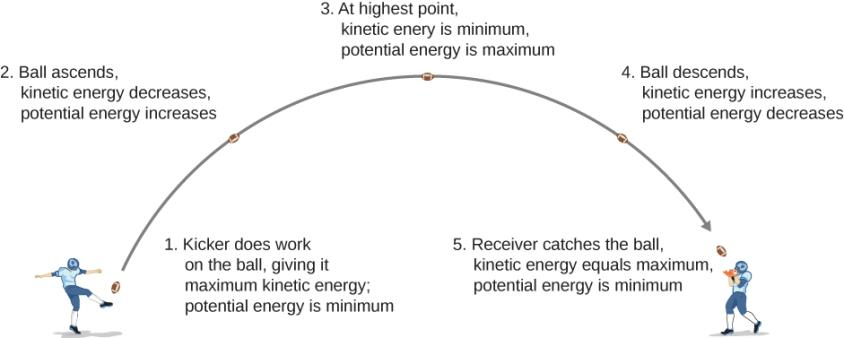 3. At highest point,
kinetic enery is minimum,
potential energy is maximum
2. Ball ascends,
kinetic energy decreases,
potential energy increases
4. Ball descends,
kinetic energy increases,
potential energy decreases
1. Kicker does work
on the ball, giving it
maximum kinetic energy;
potential energy is minimum
5. Receiver catches the ball,
kinetic energy equals maximum,
potential energy is minimum